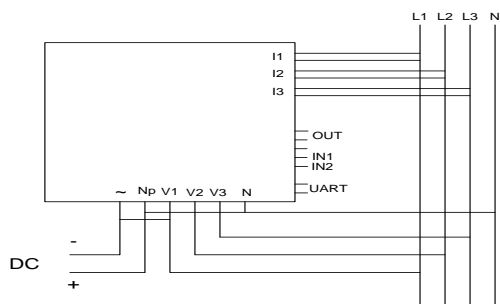 L1 L2 L3 N
I1
I2
I3
OUT
IN1
IN2
UART
~ Np V1 V2 V3 N
-
DC
+